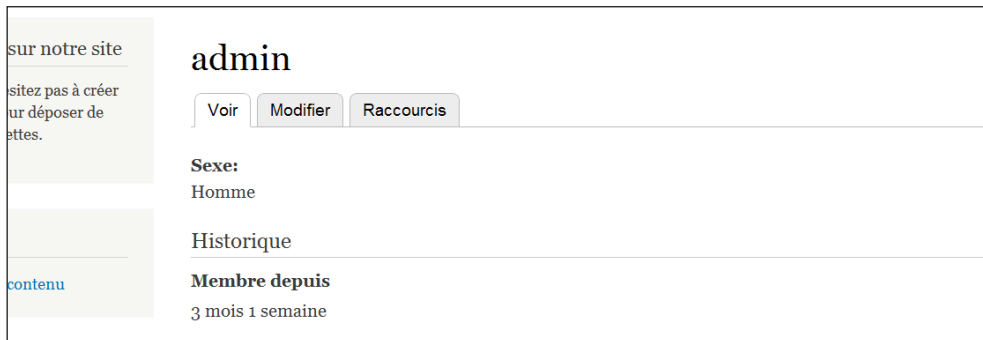 sur notre site
sitez pas à créer
ur déposer de
ettes.
contenu
admin
Voir Modifier Raccourcis
Sexe:
Homme
Historique
Membre depuis
3 mois 1 semaine